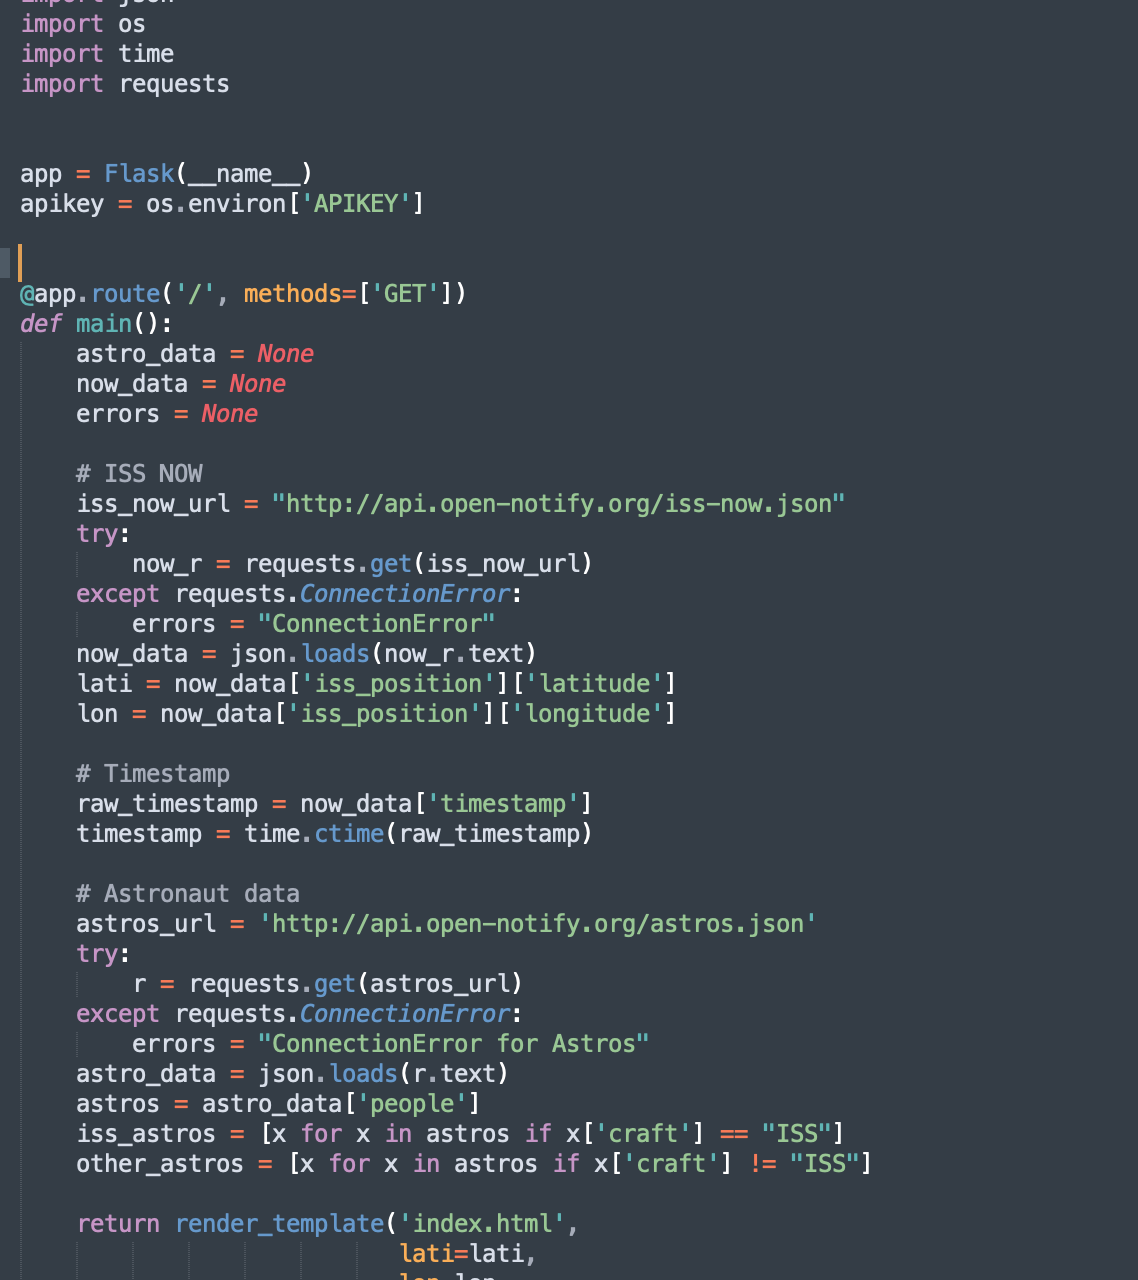 import json
import os
import time
import requests
app = Flask(__name__)
apikey = os.environ['APIKEY']
@app.route('/', methods=['GET'])
def main():
    astro_data = None
    now_data = None
    errors = None
    # ISS NOW
    iss_now_url = "http://api.open-notify.org/iss-now.json"
    try:
        now_r = requests.get(iss_now_url)
    except requests.ConnectionError:
        errors = "ConnectionError"
    now_data = json.loads(now_r.text)
    lati = now_data['iss_position']['latitude']
    lon = now_data['iss_position']['longitude']
    # Timestamp
    raw_timestamp = now_data['timestamp']
    timestamp = time.ctime(raw_timestamp)
    # Astronaut data
    astros_url = 'http://api.open-notify.org/astros.json'
    try:
        r = requests.get(astros_url)
    except requests.ConnectionError:
        errors = "ConnectionError for Astros"
    astro_data = json.loads(r.text)
    astros = astro_data['people']
    iss_astros = [x for x in astros if x['craft'] == "ISS"]
    other_astros = [x for x in astros if x['craft'] != "ISS"]
    return render_template('index.html',
                           lati=lati,